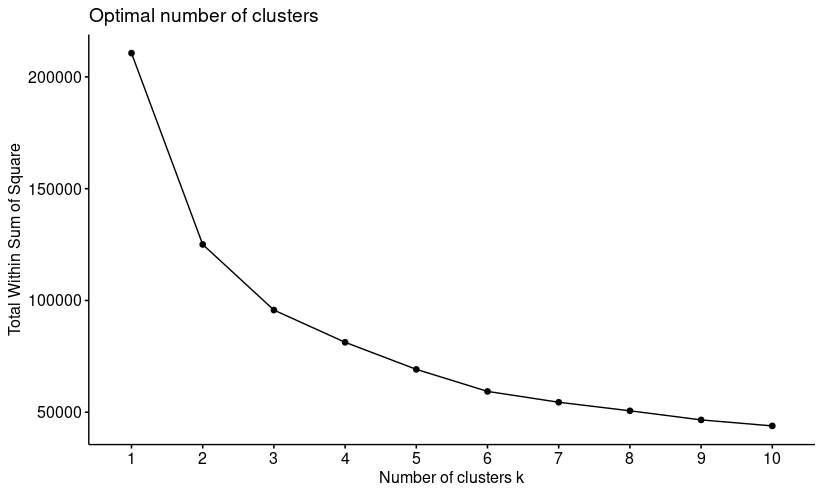 Optimal number of clusters
Total Within Sum of Square
200000
150000
100000
50000
1 2 3 4 5 6 7 8 9 10
Number of clusters k